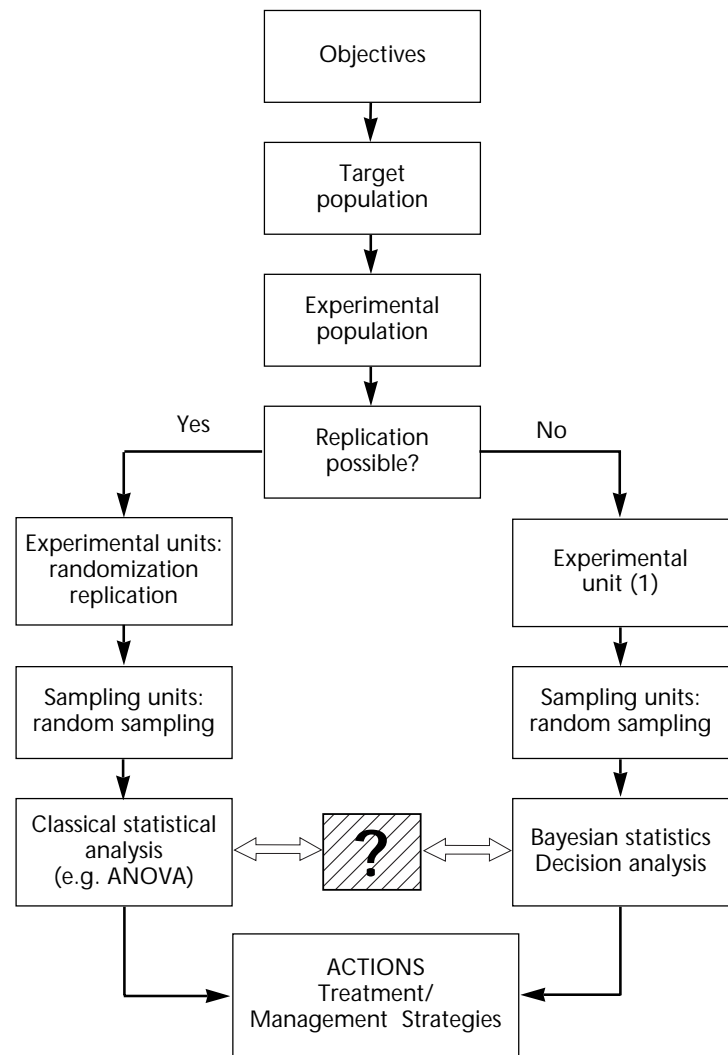 Objectives
Target
population
Experimental
population
Replication
possible?
Yes
No
Experimental units:
randomization
replication
Experimental
unit (1)
Sampling units:
random sampling
Sampling units:
random sampling
Classical statistical
analysis
(e.g. ANOVA)
?
Bayesian statistics
Decision analysis
ACTIONS
Treatment/
Management Strategies